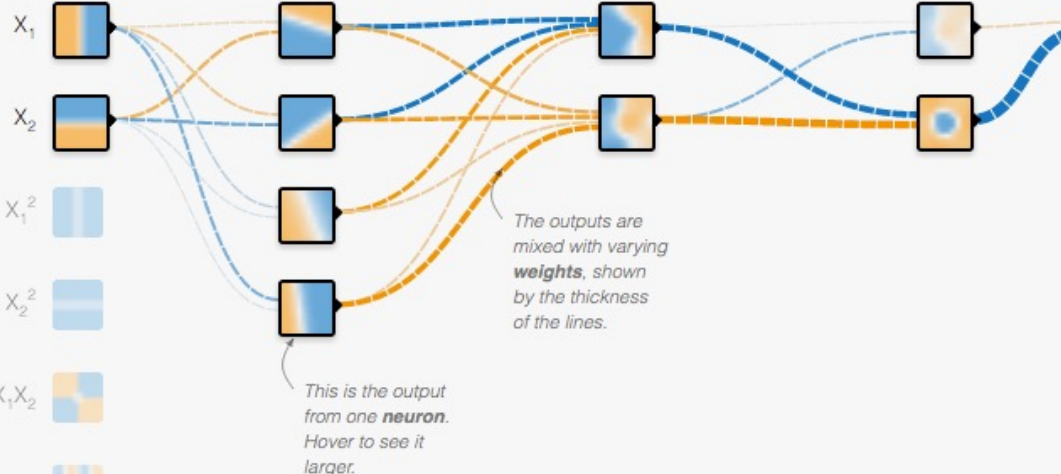 X₁
X₂
X₁²
X₂²
X₁X₂
The outputs are
mixed with varying
weights, shown
by the thickness
of the lines.
This is the output
from one neuron.
Hover to see it
larger.